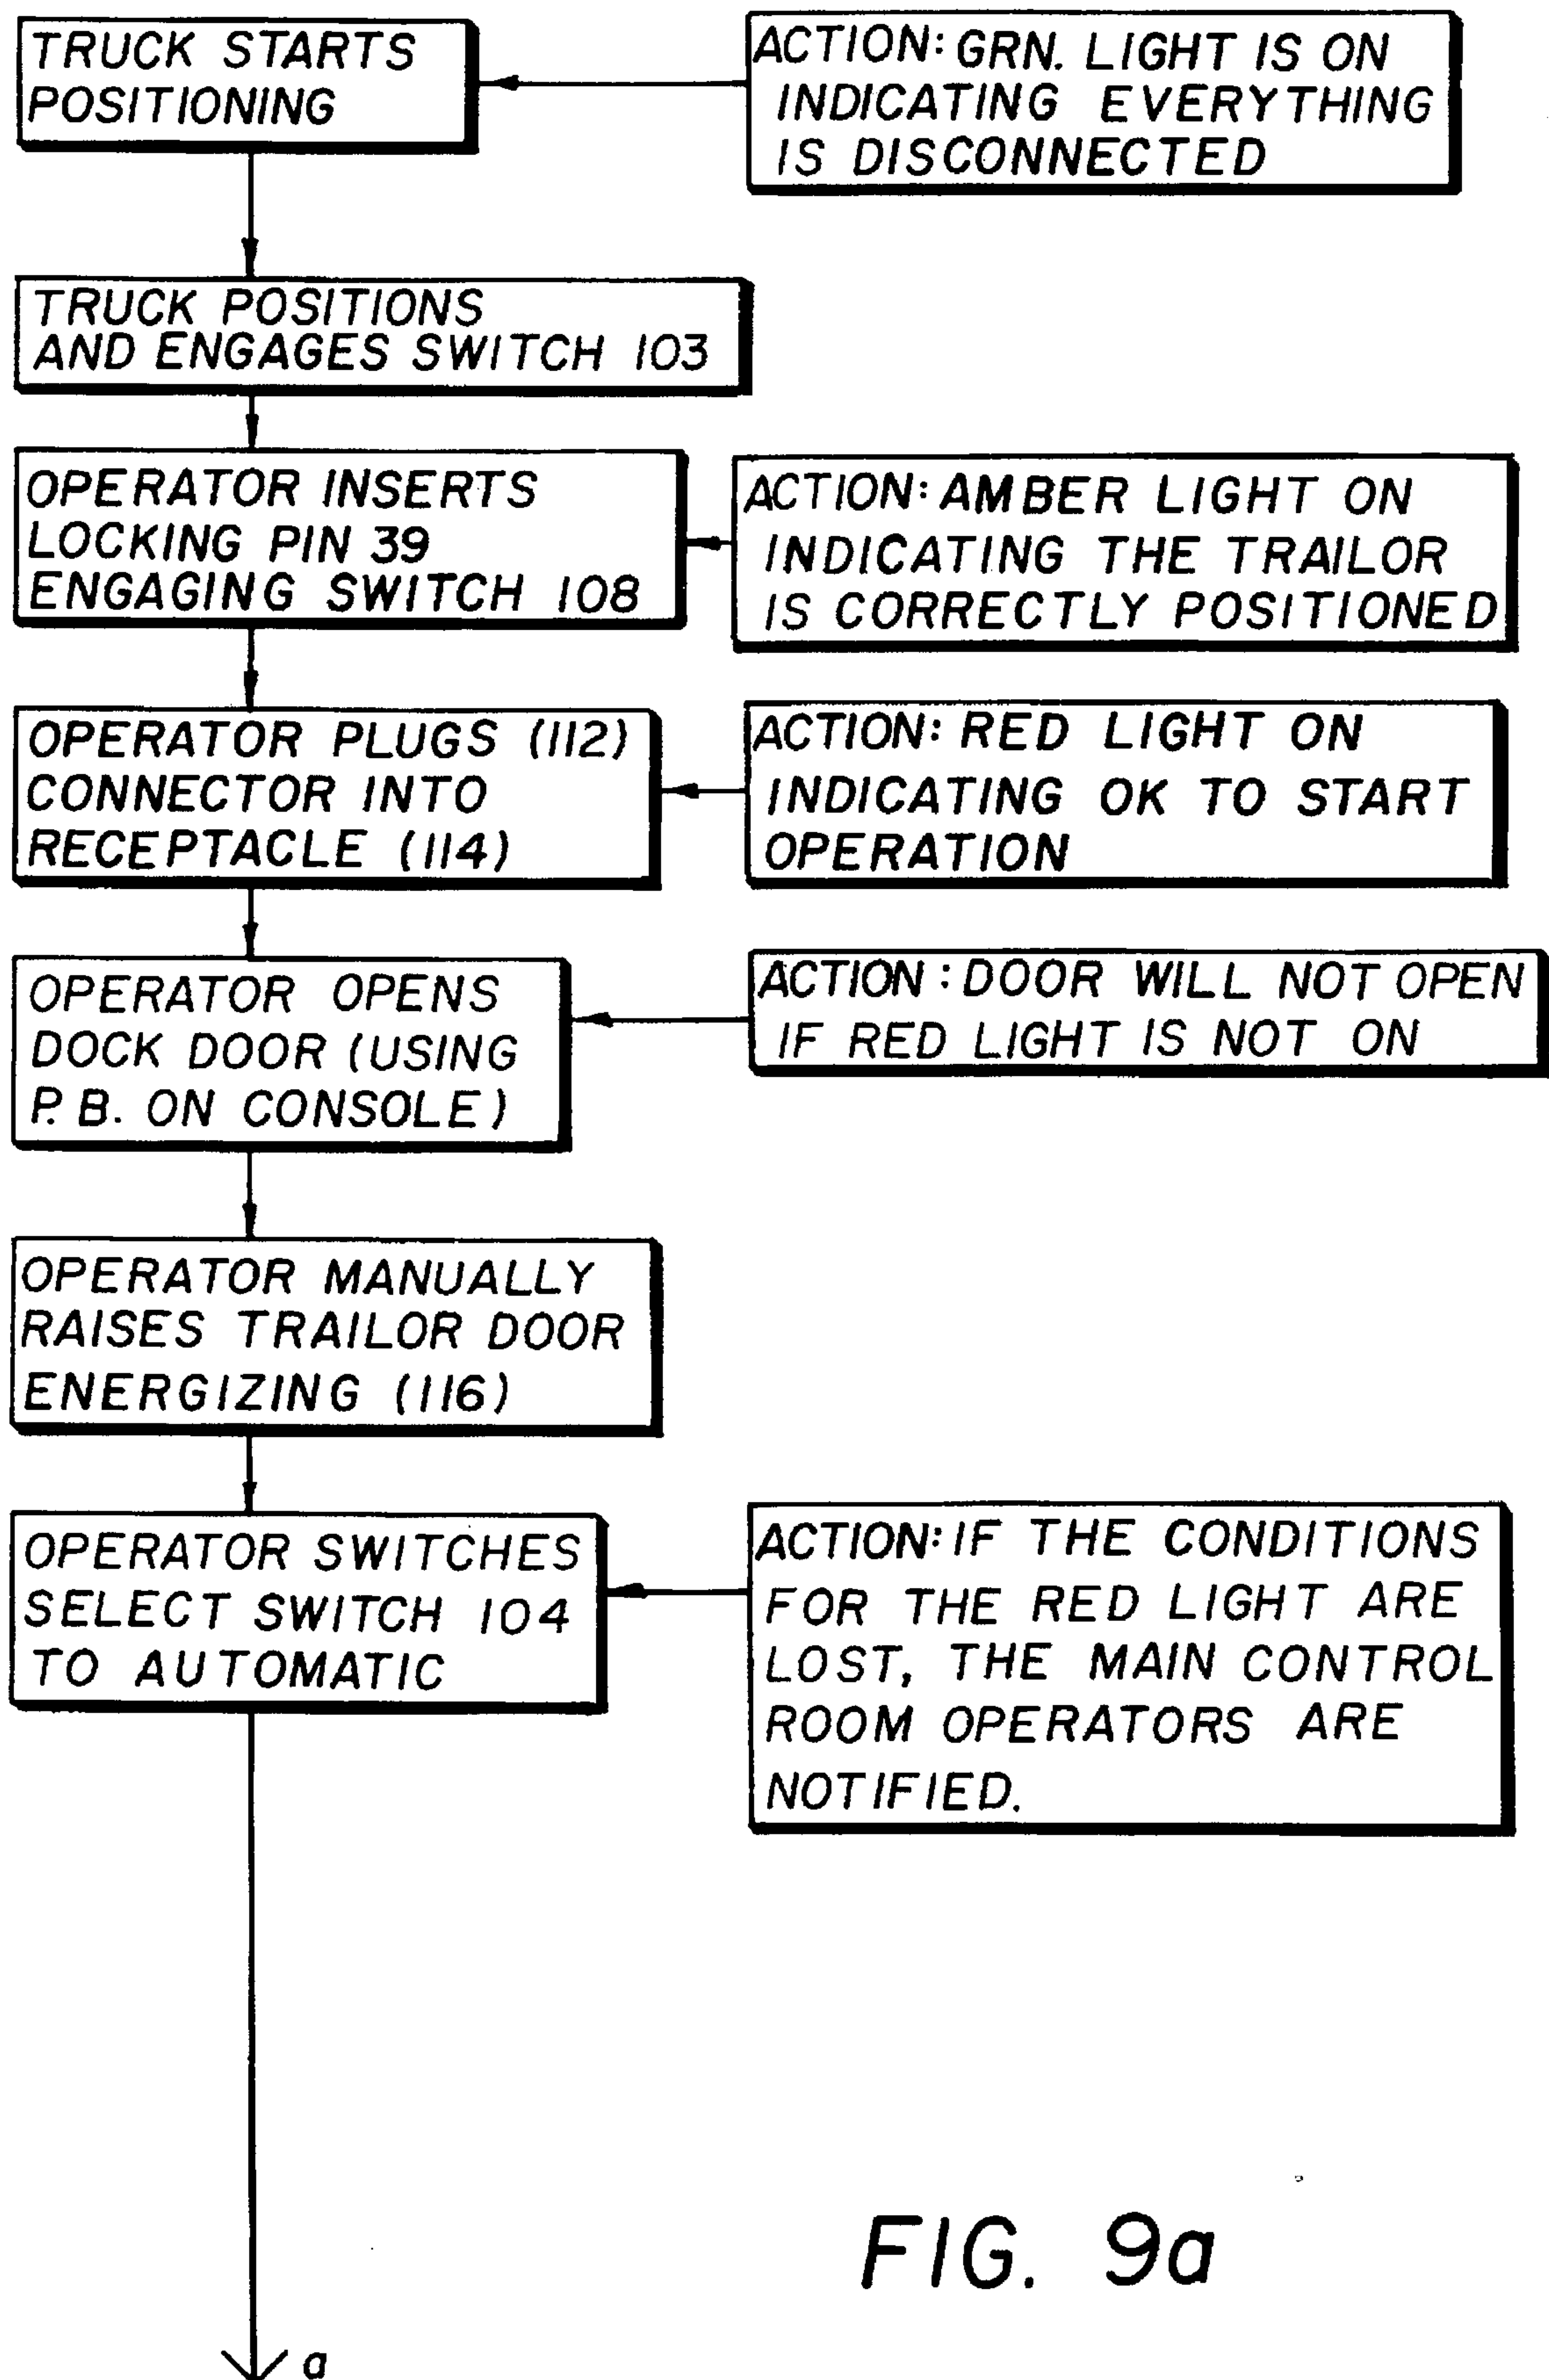 TRUCK STARTS
POSITIONING
ACTION: GRN. LIGHT IS ON
INDICATING EVERYTHING
IS DISCONNECTED
TRUCK POSITIONS
AND ENGAGES SWITCH 103
OPERATOR INSERTS
LOCKING PIN 39
ENGAGING SWITCH 108
ACTION: AMBER LIGHT ON
INDICATING THE TRAILOR
IS CORRECTLY POSITIONED
OPERATOR PLUGS (112)
CONNECTOR INTO
RECEPTACLE (114)
ACTION: RED LIGHT ON
INDICATING OK TO START
OPERATION
OPERATOR OPENS
DOCK DOOR (USING
P.B. ON CONSOLE)
ACTION: DOOR WILL NOT OPEN
IF RED LIGHT IS NOT ON
OPERATOR MANUALLY
RAISES TRAILOR DOOR
ENERGIZING (116)
OPERATOR SWITCHES
SELECT SWITCH 104
TO AUTOMATIC
ACTION: IF THE CONDITIONS
FOR THE RED LIGHT ARE
LOST, THE MAIN CONTROL
ROOM OPERATORS ARE
NOTIFIED.
FIG. 9a
a